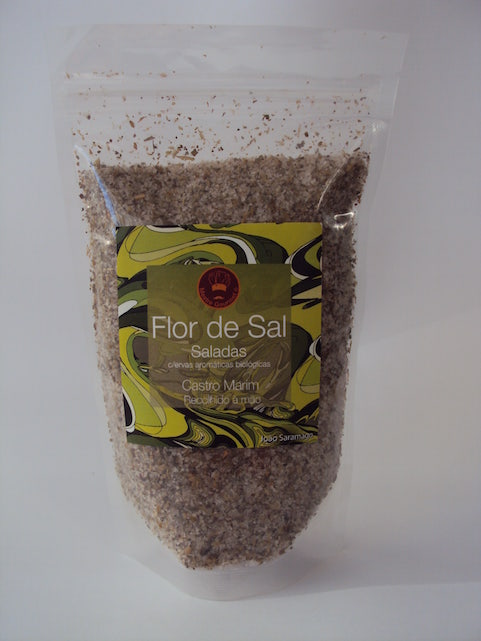 Flor de Sal
Saladas
c/ervas aromáticas biológicas
Castro Marim
Recolhido à mão
João Saramago